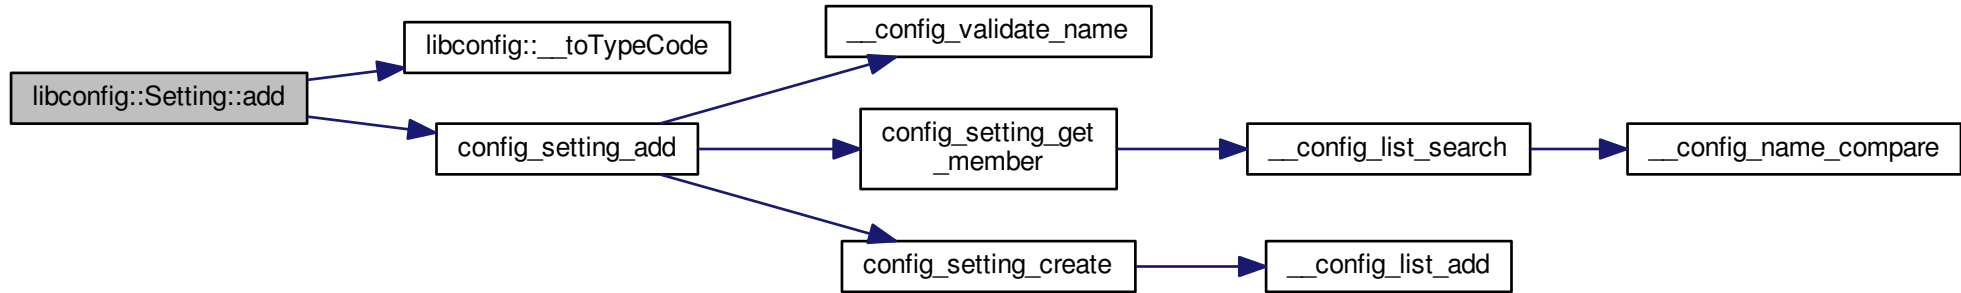 libconfig::Setting::add
libconfig::__toTypeCode
config_setting_add
__config_validate_name
config_setting_get
_member
config_setting_create
__config_list_search
__config_list_add
__config_name_compare